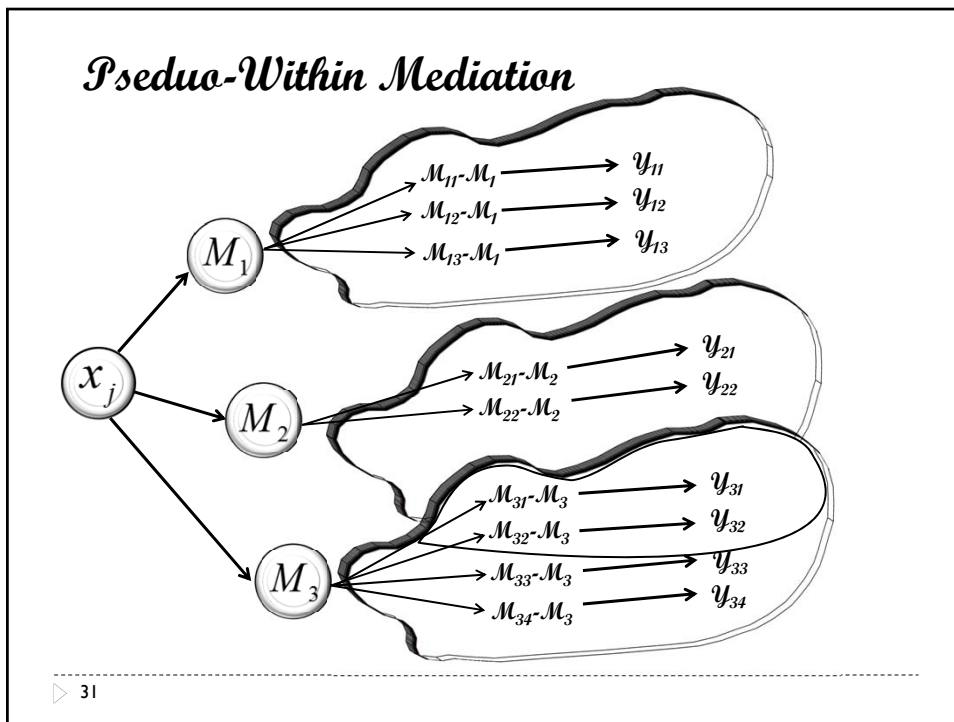 Pseduo-Within Mediation
M₁₁-M₁ Y₁₁
M₁₂-M₁ Y₁₂
M₁₃-M₁ Y₁₃
M₁
x_j
M₂₁-M₂ Y₂₁
M₂₂-M₂ Y₂₂
M₂
M₃₁-M₃ Y₃₁
M₃₂-M₃ Y₃₂
M₃₃-M₃ Y₃₃
M₃₄-M₃ Y₃₄
M₃
31